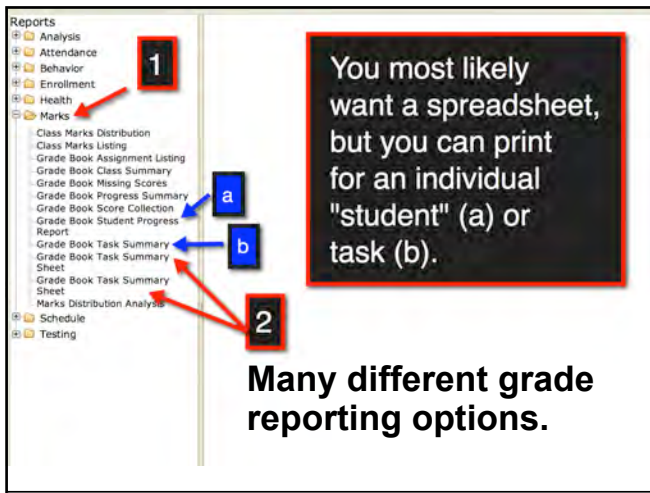 Reports
Analysis
Attendance
Behavior
Enrollment
Health
Marks
Class Marks Distribution
Class Marks Listing
Grade Book Assignment Listing
Grade Book Class Summary
Grade Book Missing Scores
Grade Book Progress Summary
Grade Book Score Collection
Grade Book Student Progress
Report
Grade Book Task Summary
Grade Book Task Summary
Sheet
Grade Book Task Summary
Sheet
Marks Distribution Analysis
Schedule
Testing
1
a
b
2
You most likely
want a spreadsheet,
but you can print
for an individual
"student" (a) or
task (b).
Many different grade
reporting options.